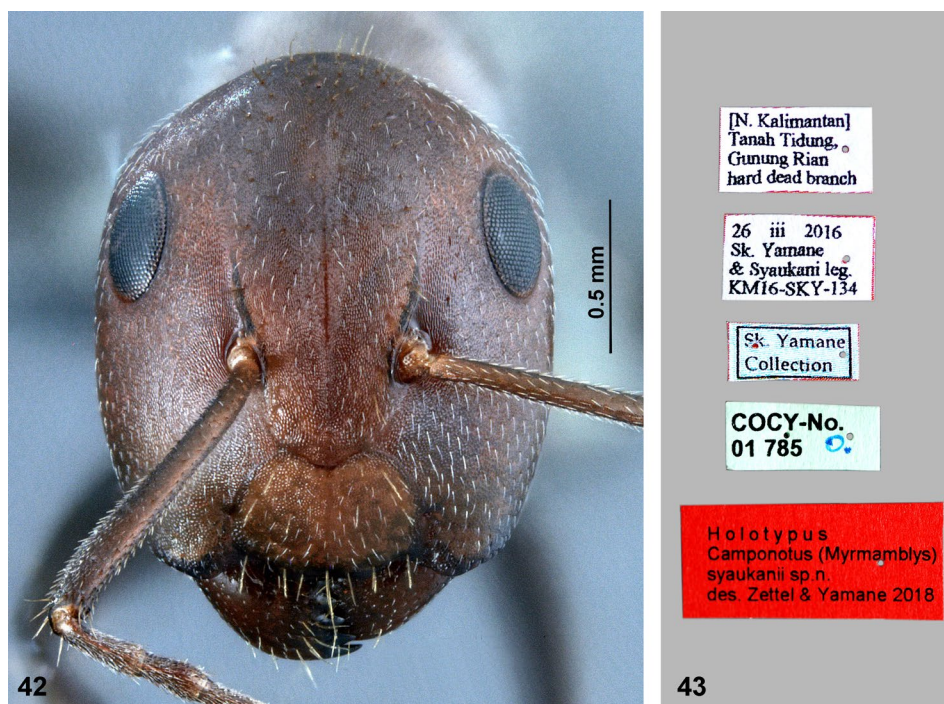 0.5 mm
42
[N. Kalimantan]
Tanah Tidung,
Gunung Rian
hard dead branch
26 iii 2016
Sk. Yamane
& Syaukani leg.
KM16-SKY-134
Sk. Yamane
Collection
COCY-No.
01 785
Holotypus
Camponotus (Myrmamblys)
syaukanii sp.n.
des. Zettel & Yamane 2018
43